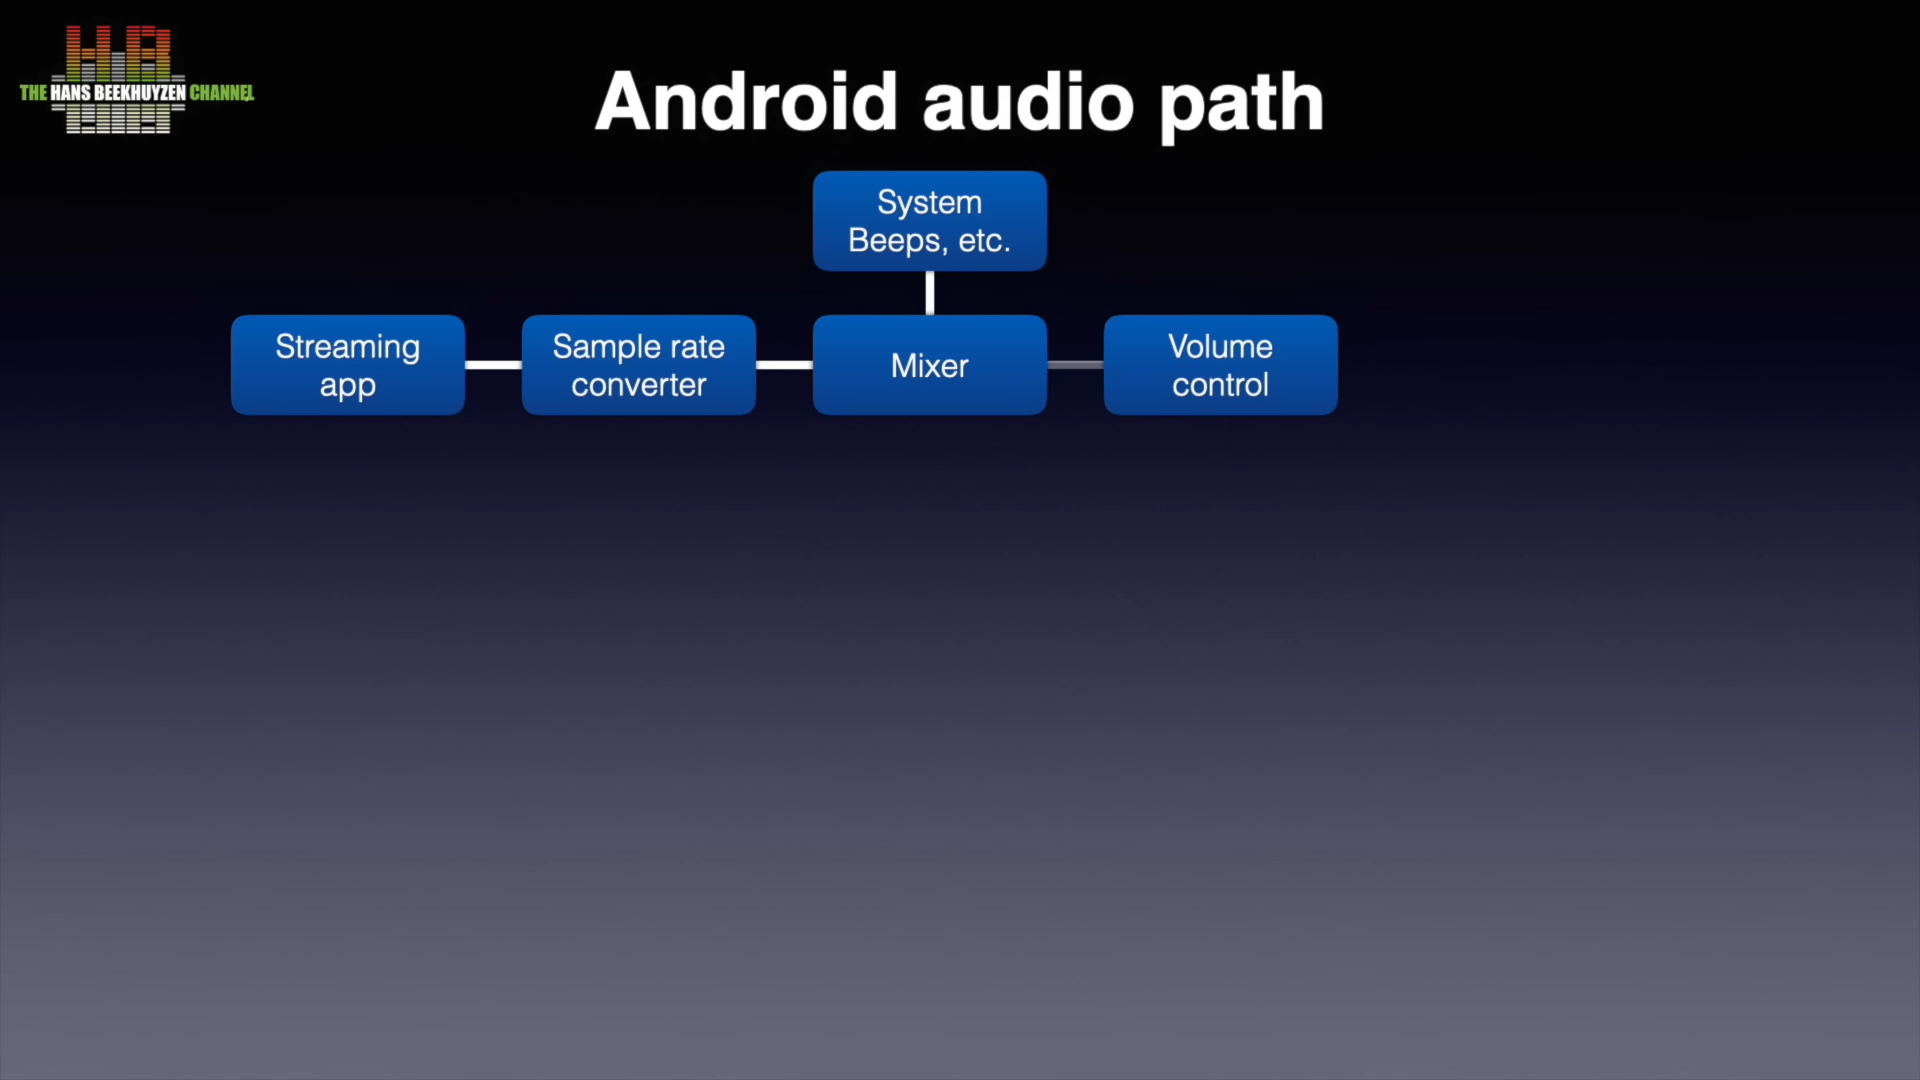 THE HANS BEEKHUYZEN CHANNEL
Android audio path
System
Beeps, etc.
Streaming
app
Sample rate
converter
Mixer
Volume
control